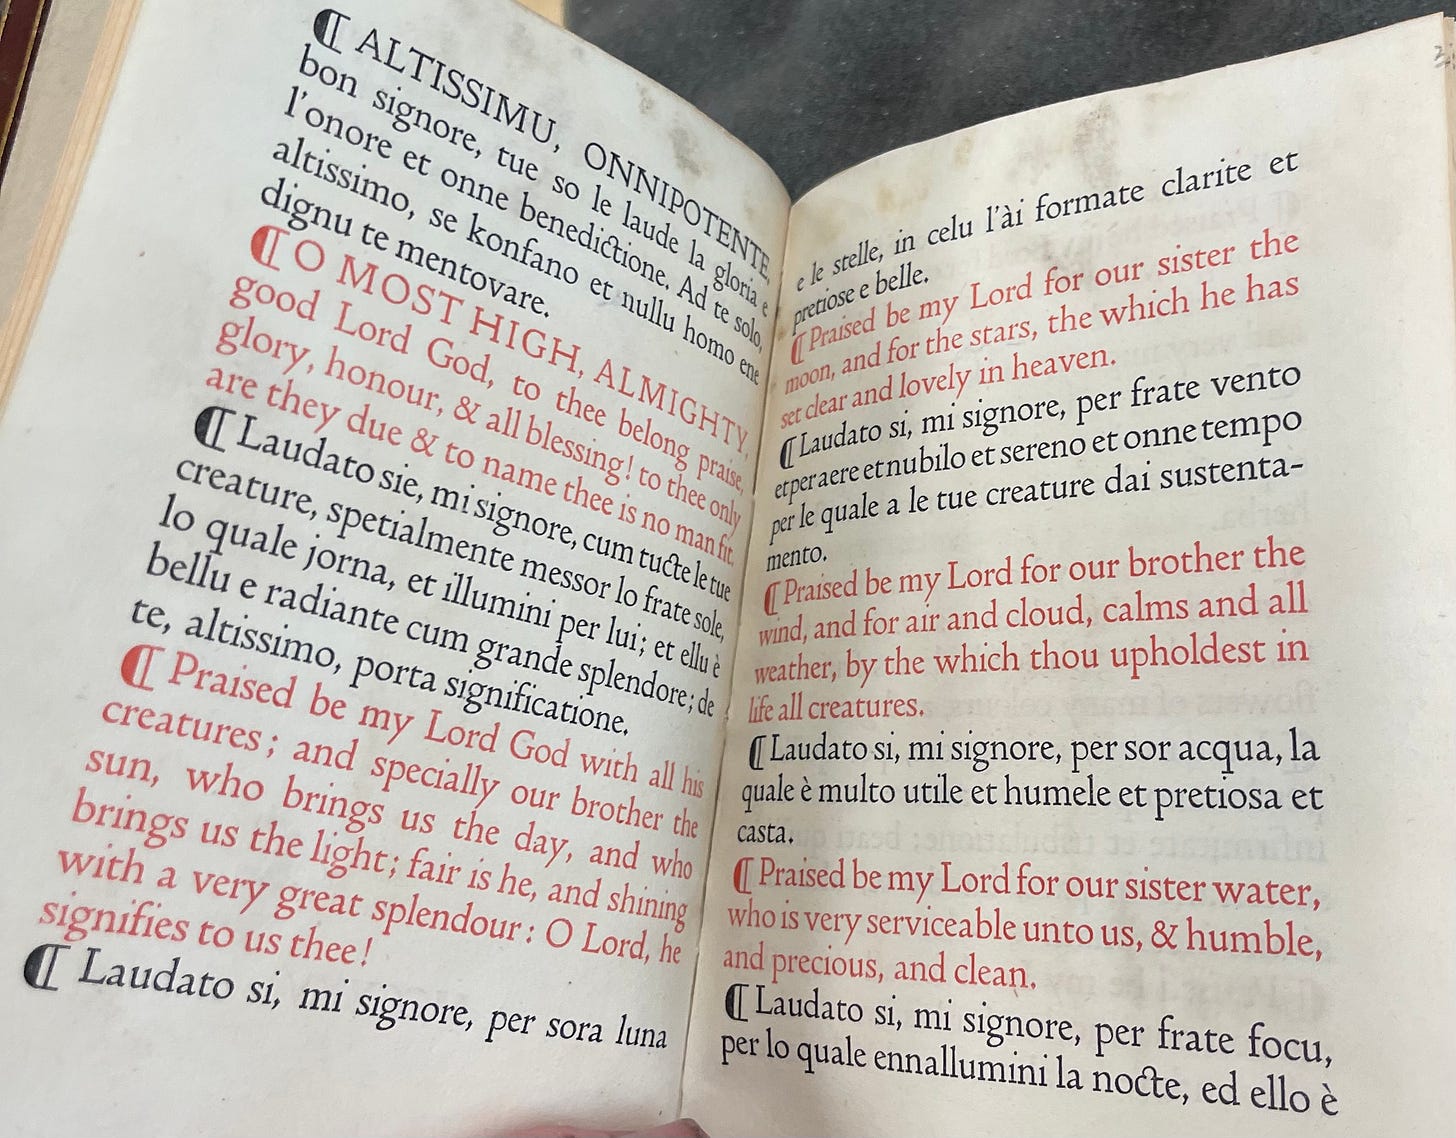 ¶ ALTISSIMU, ONNIPOTENTE,
bon signore, tue so le laude la gloria e
l'onore et onne benedictione. Ad te solo,
altissimo, se konfano et nullu homo ene
dignu te mentovare.
¶ O MOST HIGH, ALMIGHTY,
good Lord God, to thee belong praise,
glory, honour, & all blessing! to thee only
are they due & to name thee is no man fit.
¶ Laudato sie, mi signore, cum tucte le tue
creature, spetialmente messor lo frate sole,
lo quale jorna, et illumini per lui; et ellu è
bellu e radiante cum grande splendore; de
te, altissimo, porta significatione.
¶ Praised be my Lord God with all his
creatures; and specially our brother the
sun, who brings us the day, and who
brings us the light; fair is he, and shining
with a very great splendour: O Lord, he
signifies to us thee!
¶ Laudato si, mi signore, per sora luna
e le stelle, in celu l'ài formate clarite et
pretiose e belle.
¶ Praised be my Lord for our sister the
moon, and for the stars, the which he has
set clear and lovely in heaven.
¶ Laudato si, mi signore, per frate vento
et per aere et nubilo et sereno et onne tempo
per le quale a le tue creature dai sustenta-
mento.
¶ Praised be my Lord for our brother the
wind, and for air and cloud, calms and all
weather, by the which thou upholdest in
life all creatures.
¶ Laudato si, mi signore, per sor acqua, la
quale è multo utile et humele et pretiosa et
casta.
¶ Praised be my Lord for our sister water,
who is very serviceable unto us, & humble,
and precious, and clean.
¶ Laudato si, mi signore, per frate focu,
per lo quale ennallumini la nocte, ed ello è